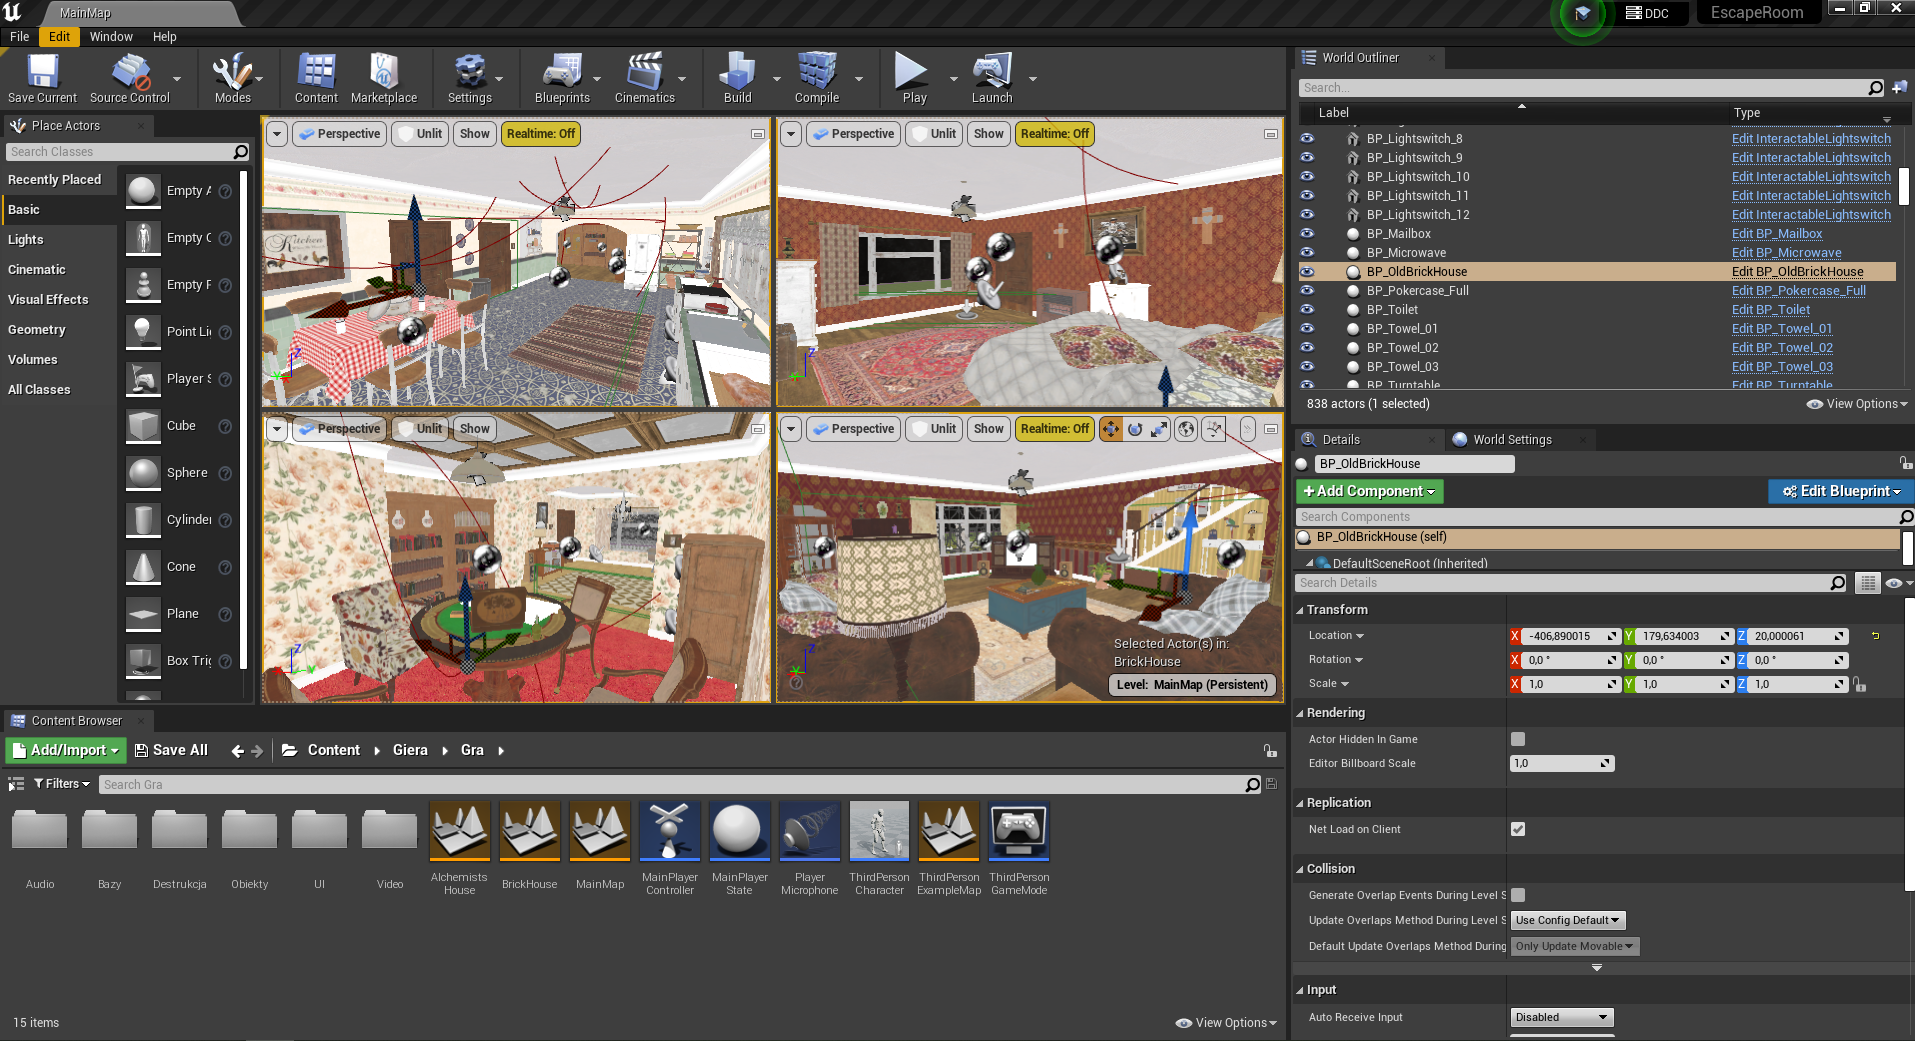 MainMap
DDC
EscapeRoom
File Edit Window Help
Save Current Source Control Modes Content Marketplace Settings Blueprints Cinematics Build Compile Play Launch
Place Actors
Search Classes
Recently Placed
Basic
Lights
Cinematic
Visual Effects
Geometry
Volumes
All Classes
Empty A
Empty C
Empty P
Point Lig
Player S
Cube
Sphere
Cylinder
Cone
Plane
Box Trig
Perspective Unlit Show Realtime: Off
Kitchen
Perspective Unlit Show Realtime: Off
Perspective Unlit Show
Perspective Unlit Show Realtime: Off
Selected Actor(s) in:
BrickHouse
Level: MainMap (Persistent)
World Outliner
Search...
Label Type
BP_Lightswitch_8 Edit InteractableLightswitch
BP_Lightswitch_9 Edit InteractableLightswitch
BP_Lightswitch_10 Edit InteractableLightswitch
BP_Lightswitch_11 Edit InteractableLightswitch
BP_Lightswitch_12 Edit InteractableLightswitch
BP_Mailbox Edit BP_Mailbox
BP_Microwave Edit BP_Microwave
BP_OldBrickHouse Edit BP_OldBrickHouse
BP_Pokercase_Full Edit BP_Pokercase_Full
BP_Toilet Edit BP_Toilet
BP_Towel_01 Edit BP_Towel_01
BP_Towel_02 Edit BP_Towel_02
BP_Towel_03 Edit BP_Towel_03
BP_Turntable Edit BP_Turntable
838 actors (1 selected) View Options
Details World Settings
BP_OldBrickHouse
+ Add Component Edit Blueprint
Search Components
BP_OldBrickHouse (self)
DefaultSceneRoot (Inherited)
Search Details
Transform
Location X -406,890015 Y 179,634003 Z 20,000061
Rotation X 0,0 ° Y 0,0 ° Z 0,0 °
Scale X 1,0 Y 1,0 Z 1,0
Rendering
Actor Hidden In Game
Editor Billboard Scale 1,0
Replication
Net Load on Client
Collision
Generate Overlap Events During Level S
Update Overlaps Method During Level S Use Config Default
Default Update Overlaps Method During Only Update Movable
Input
Auto Receive Input Disabled
Content Browser
Add/Import Save All Content Giera Gra
Filters Search Gra
Audio
Bazy
Destrukcja
Obiekty
UI
Video
Alchemists
House
BrickHouse
MainMap
MainPlayer
Controller
MainPlayer
State
Player
Microphone
ThirdPerson
Character
ThirdPerson
ExampleMap
ThirdPerson
GameMode
15 items View Options